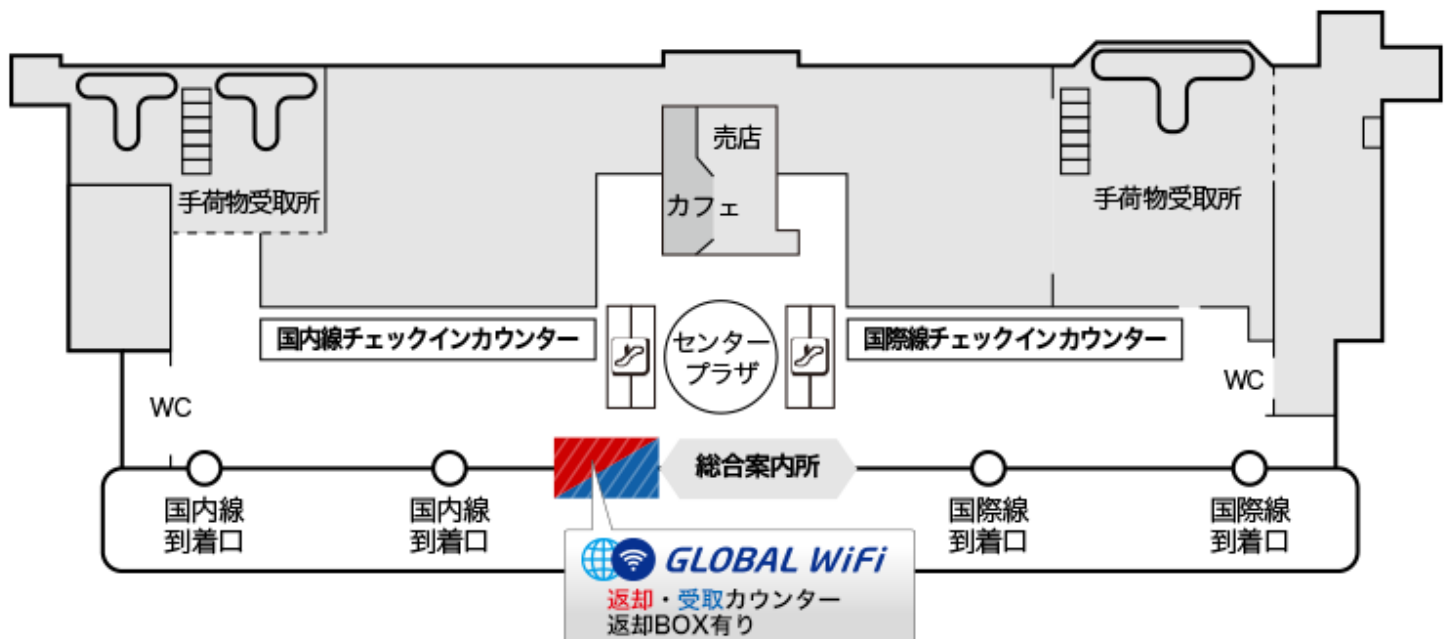 売店
カフェ
手荷物受取所
手荷物受取所
国内線チェックインカウンター
センター
プラザ
国際線チェックインカウンター
WC
WC
総合案内所
国内線
到着口
国内線
到着口
国際線
到着口
国際線
到着口
GLOBAL WiFi
返却・受取カウンター
返却BOX有り